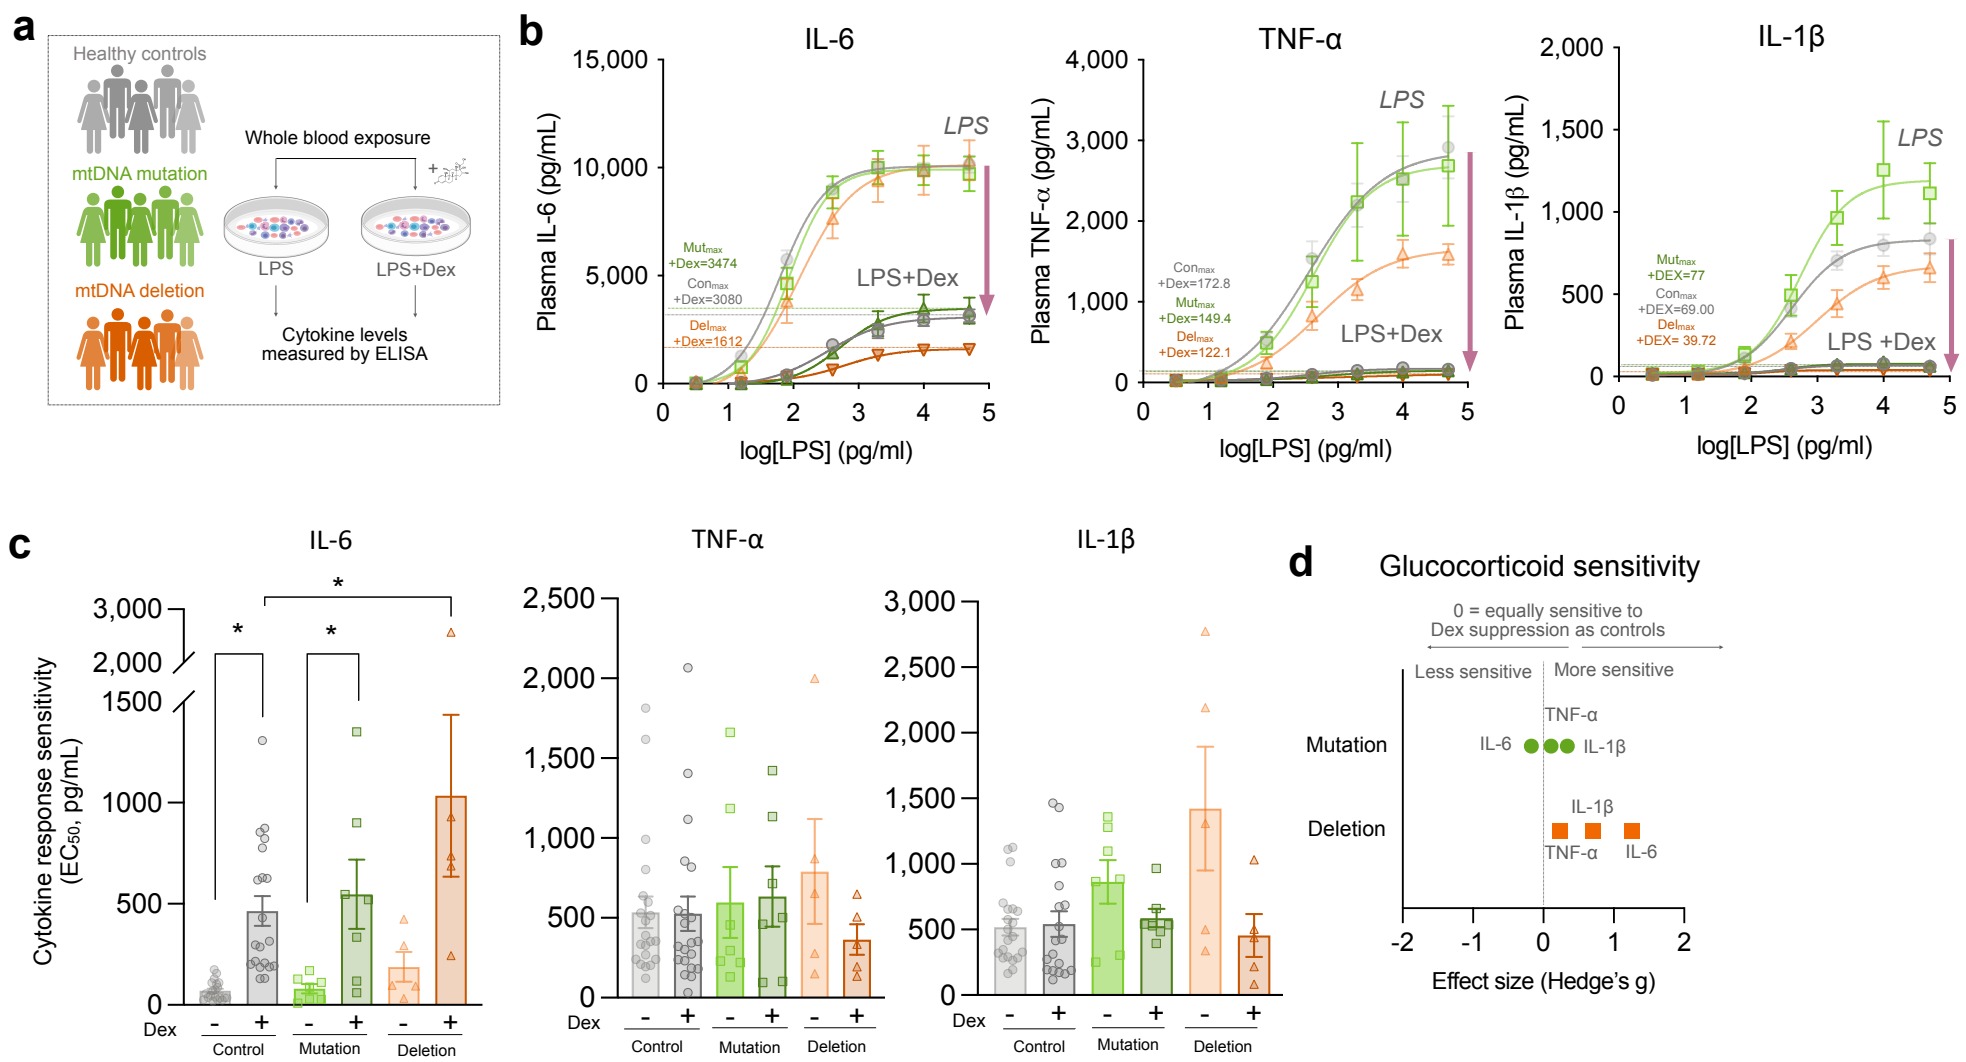 a
Healthy controls
mtDNA mutation
mtDNA deletion
Whole blood exposure
+
LPS
LPS+Dex
Cytokine levels
measured by ELISA
b
IL-6
Plasma IL-6 (pg/mL)
15,000
10,000
5,000
0
LPS
LPS+Dex
Mutmax
+Dex=3474
Conmax
+Dex=3080
Delmax
+Dex=1612
0 1 2 3 4 5
log[LPS] (pg/ml)
TNF-α
Plasma TNF-α (pg/mL)
4,000
3,000
2,000
1,000
0
LPS
LPS+Dex
Conmax
+Dex=172.8
Mutmax
+Dex=149.4
Delmax
+Dex=122.1
0 1 2 3 4 5
log[LPS] (pg/ml)
IL-1β
Plasma IL-1β (pg/mL)
2,000
1,500
1,000
500
0
LPS
LPS +Dex
Mutmax
+DEX=77
Conmax
+DEX=69.00
Delmax
+DEX= 39.72
0 1 2 3 4 5
log[LPS] (pg/ml)
c
IL-6
Cytokine response sensitivity
(EC50, pg/mL)
3,000
2,000
1500
1000
500
0
*
*
*
Dex - + - + - +
Control Mutation Deletion
TNF-α
2,500
2,000
1,500
1,000
500
0
Dex - + - + - +
Control Mutation Deletion
IL-1β
3,000
2,500
2,000
1,500
1,000
500
0
Dex - + - + - +
Control Mutation Deletion
d
Glucocorticoid sensitivity
0 = equally sensitive to
Dex suppression as controls
Less sensitive More sensitive
TNF-α
Mutation IL-6 IL-1β
IL-1β
Deletion
TNF-α IL-6
-2 -1 0 1 2
Effect size (Hedge's g)